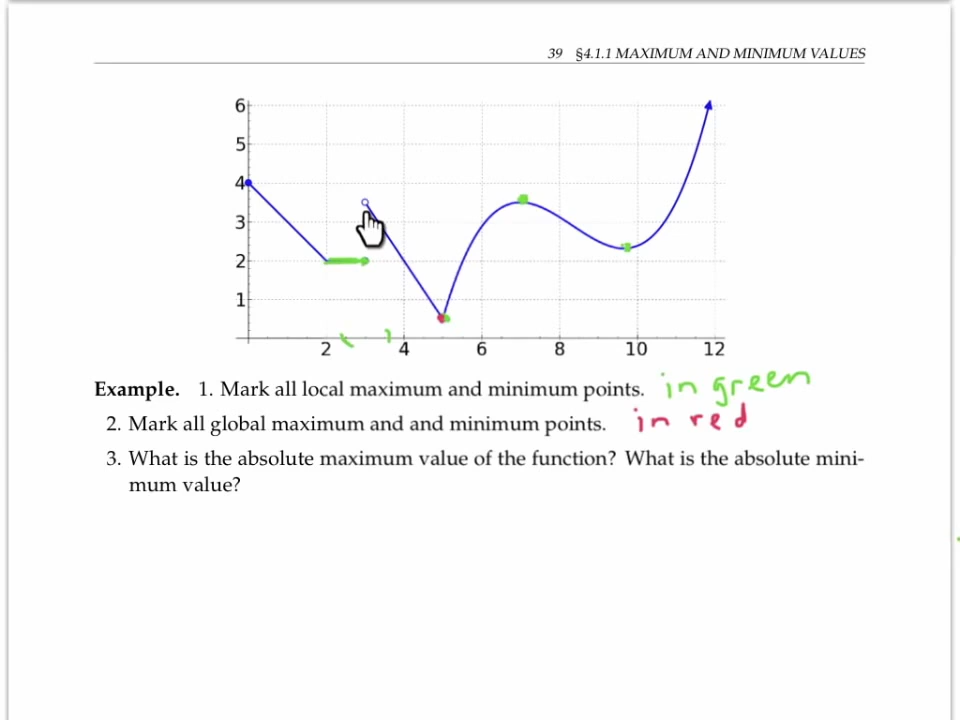 39 §4.1.1 MAXIMUM AND MINIMUM VALUES
6
5
4
3
2
1
2 4 6 8 10 12
Example. 1. Mark all local maximum and minimum points. in green
2. Mark all global maximum and and minimum points. in red
3. What is the absolute maximum value of the function? What is the absolute mini-
mum value?